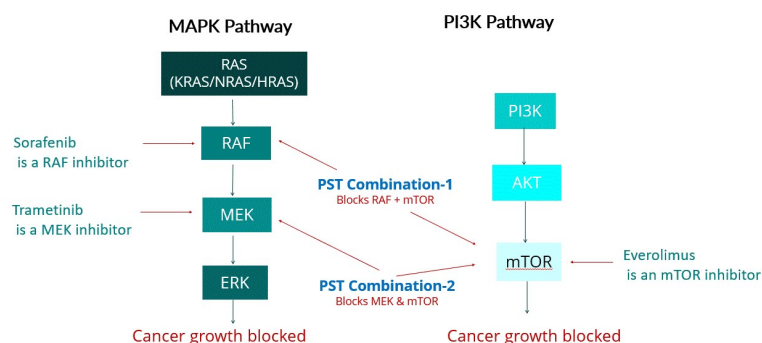 MAPK Pathway
PI3K Pathway
RAS
(KRAS/NRAS/HRAS)
PI3K
Sorafenib
is a RAF inhibitor
RAF
PST Combination-1
Blocks RAF + mTOR
AKT
Trametinib
is a MEK inhibitor
MEK
mTOR
Everolimus
is an mTOR inhibitor
ERK
PST Combination-2
Blocks MEK & mTOR
Cancer growth blocked
Cancer growth blocked